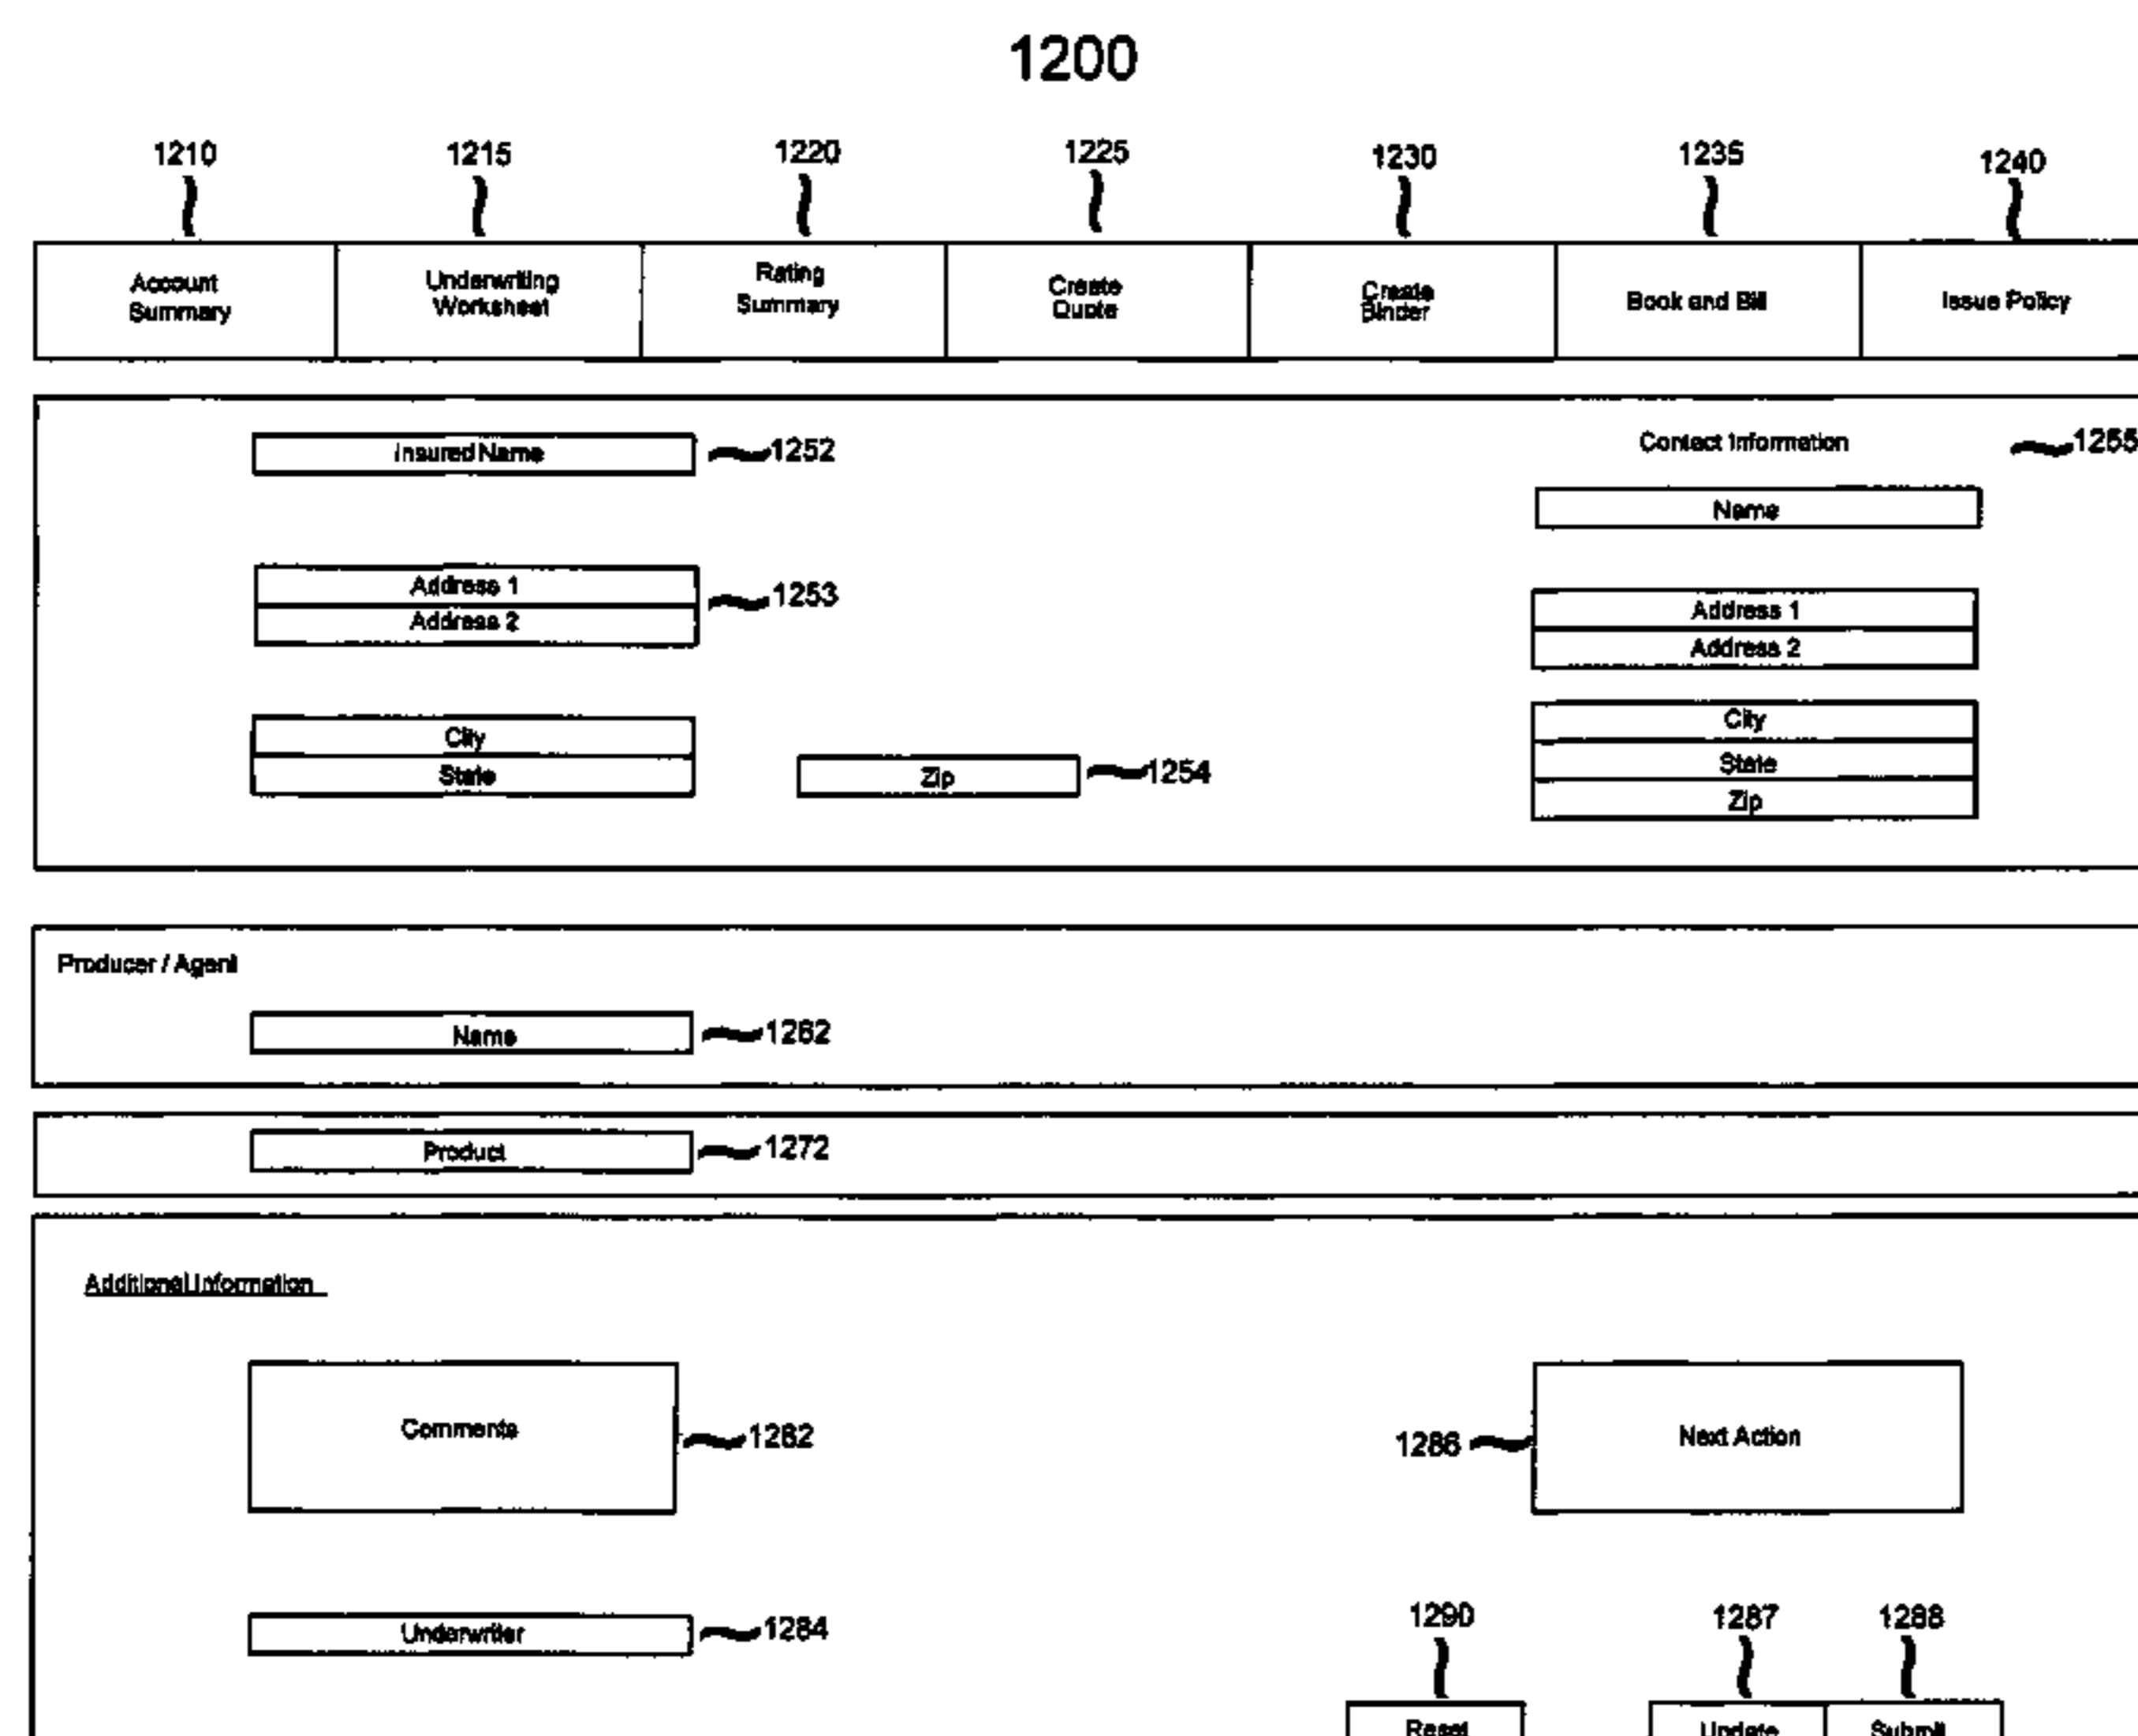 1200
1210 1215 1220 1225 1230 1235 1240
Account Summary
Underwriting Worksheet
Rating Summary
Create Quote
Create Binder
Book and Bill
Issue Policy
Insured Name 1252
Address 1
Address 2
1253
City
State
Zip 1254
Contact Information 1255
Name
Address 1
Address 2
City
State
Zip
Producer / Agent
Name 1262
Product 1272
Additional Information
Comments 1282
1286 Next Action
Underwriter 1284
1290 1287 1288
Reset Update Submit